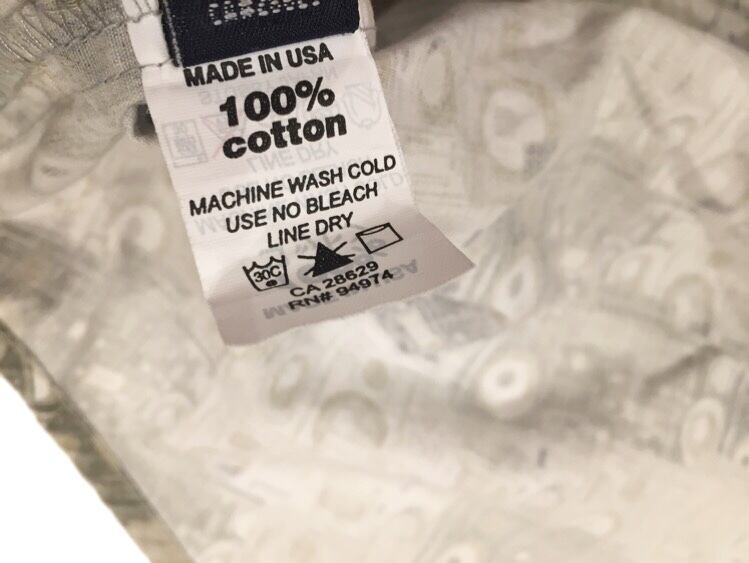 MADE IN USA
100%
cotton
MACHINE WASH COLD
USE NO BLEACH
LINE DRY
30C
CA 28629
RN# 94974